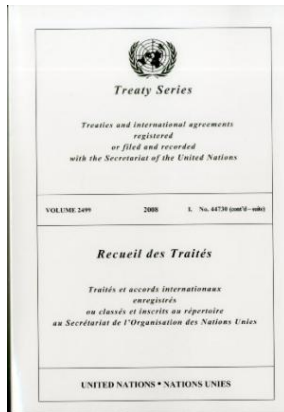 Treaty Series
Treaties and international agreements
registered
or filed and recorded
with the Secretariat of the United Nations
VOLUME 2499 2008 I. No. 44730 (cont'd – suite)
Recueil des Traités
Traités et accords internationaux
enregistrés
ou classés et inscrits au répertoire
au Secrétariat de l'Organisation des Nations Unies
UNITED NATIONS • NATIONS UNIES